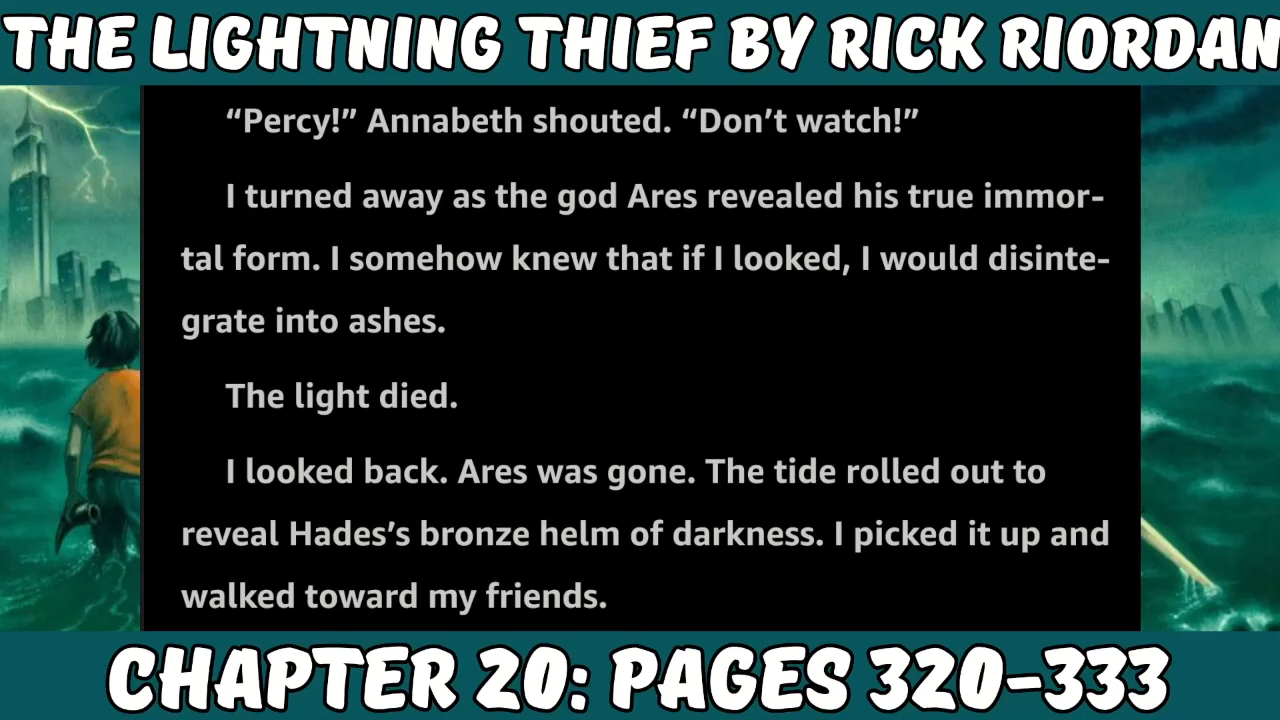 THE LIGHTNING THIEF BY RICK RIORDAN
“Percy!” Annabeth shouted. “Don’t watch!”
I turned away as the god Ares revealed his true immor-
tal form. I somehow knew that if I looked, I would disinte-
grate into ashes.
The light died.
I looked back. Ares was gone. The tide rolled out to
reveal Hades’s bronze helm of darkness. I picked it up and
walked toward my friends.
CHAPTER 20: PAGES 320-333